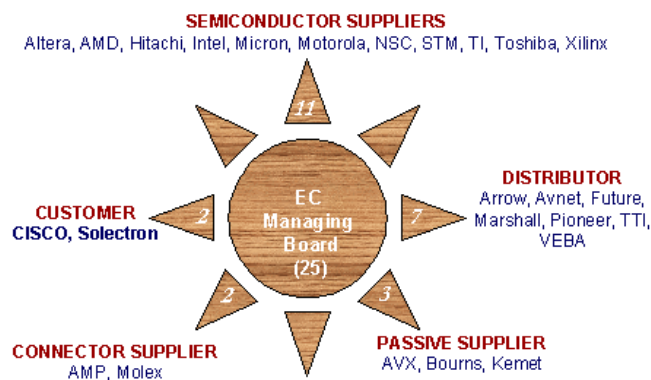 SEMICONDUCTOR SUPPLIERS
Altera, AMD, Hitachi, Intel, Micron, Motorola, NSC, STM, TI, Toshiba, Xilinx
11
DISTRIBUTOR
Arrow, Avnet, Future,
Marshall, Pioneer, TTI,
VEBA
7
EC
Managing
Board
(25)
CUSTOMER
CISCO, Solectron
2
2
CONNECTOR SUPPLIER
AMP, Molex
3
PASSIVE SUPPLIER
AVX, Bourns, Kemet